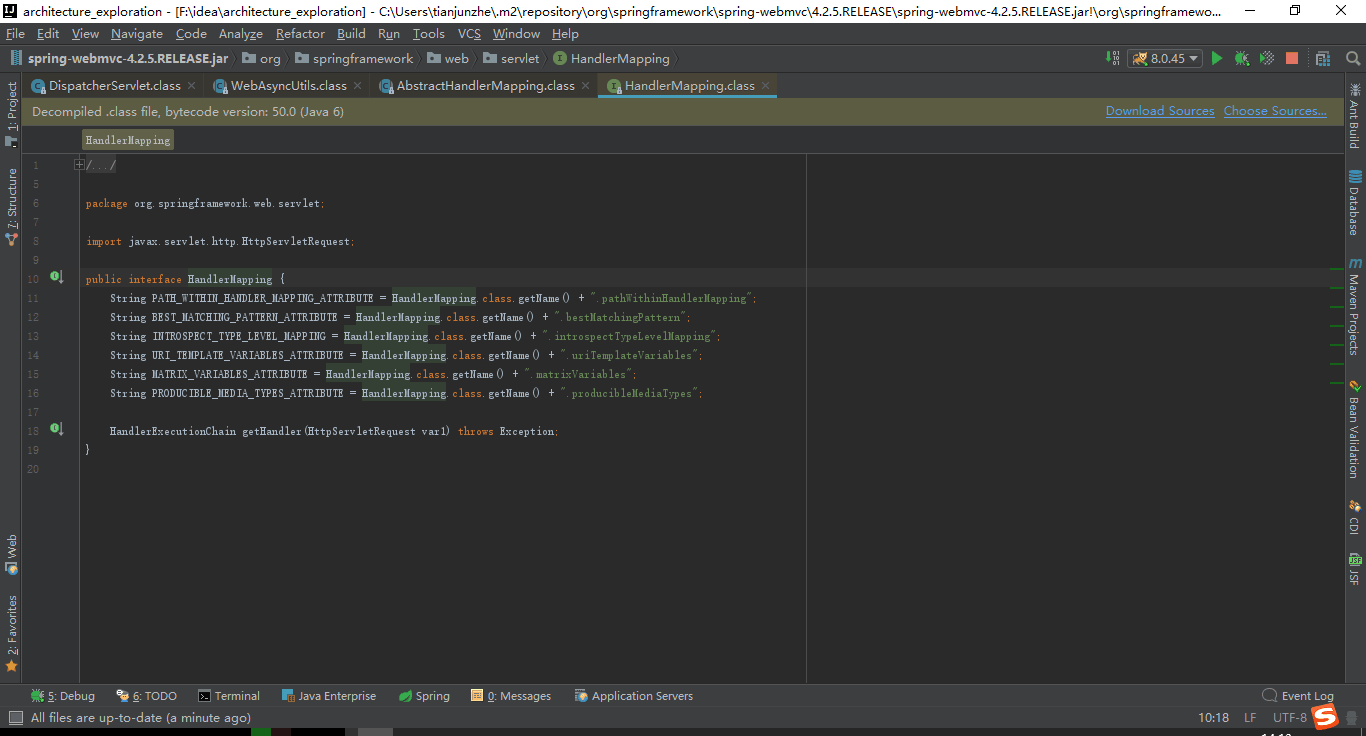 architecture_exploration - [F:\idea\architecture_exploration] - C:\Users\tianjunzhe\.m2\repository\org\springframework\spring-webmvc\4.2.5.RELEASE\spring-webmvc-4.2.5.RELEASE.jar!\org\springframewo...
File Edit View Navigate Code Analyze Refactor Build Run Tools VCS Window Help
spring-webmvc-4.2.5.RELEASE.jar org springframework web servlet HandlerMapping 8.0.45
DispatcherServlet.class WebAsyncUtils.class AbstractHandlerMapping.class HandlerMapping.class
Decompiled .class file, bytecode version: 50.0 (Java 6) Download Sources Choose Sources...
HandlerMapping
1 /.../
5
6 package org.springframework.web.servlet;
7
8 import javax.servlet.http.HttpServletRequest;
9
10 public interface HandlerMapping {
11 String PATH_WITHIN_HANDLER_MAPPING_ATTRIBUTE = HandlerMapping.class.getName() + ".pathWithinHandlerMapping";
12 String BEST_MATCHING_PATTERN_ATTRIBUTE = HandlerMapping.class.getName() + ".bestMatchingPattern";
13 String INTROSPECT_TYPE_LEVEL_MAPPING = HandlerMapping.class.getName() + ".introspectTypeLevelMapping";
14 String URI_TEMPLATE_VARIABLES_ATTRIBUTE = HandlerMapping.class.getName() + ".uriTemplateVariables";
15 String MATRIX_VARIABLES_ATTRIBUTE = HandlerMapping.class.getName() + ".matrixVariables";
16 String PRODUCIBLE_MEDIA_TYPES_ATTRIBUTE = HandlerMapping.class.getName() + ".producibleMediaTypes";
17
18 HandlerExecutionChain getHandler(HttpServletRequest var1) throws Exception;
19 }
20
1: Project
7: Structure
Web
2: Favorites
Ant Build
Database
Maven Projects
Bean Validation
CDI
JSF
5: Debug 6: TODO Terminal Java Enterprise Spring 0: Messages Application Servers Event Log
All files are up-to-date (a minute ago) 10:18 LF UTF-8